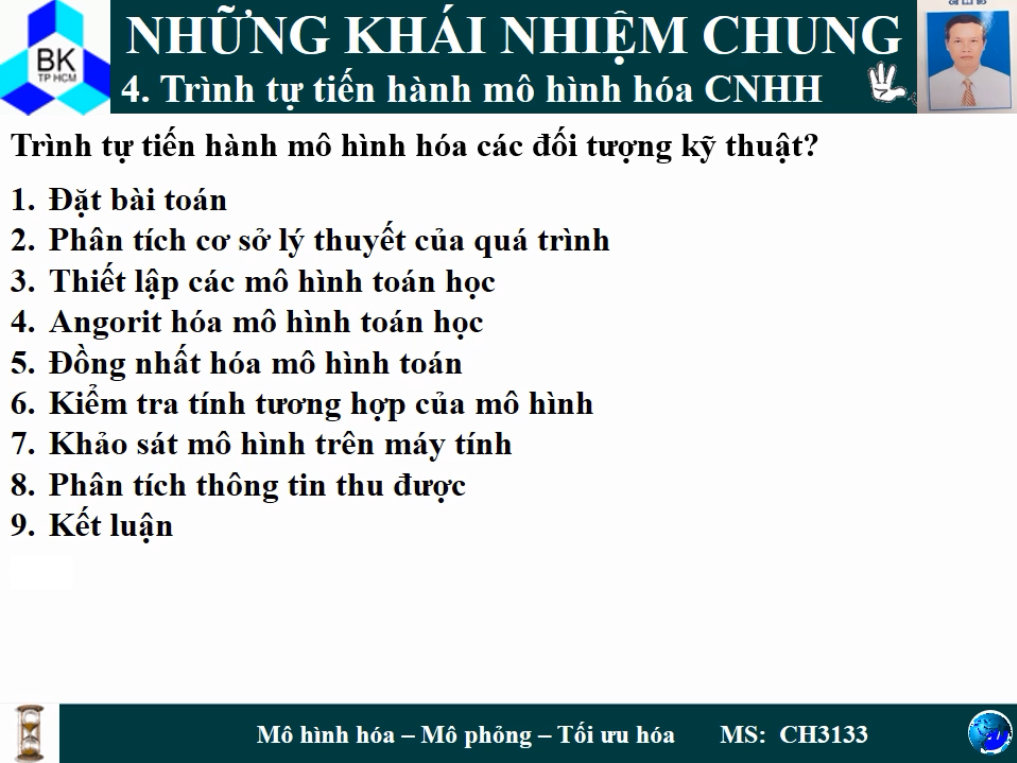 BK
TP HCM
NHỮNG KHÁI NIỆM CHUNG
4. Trình tự tiến hành mô hình hóa CNHH
Trình tự tiến hành mô hình hóa các đối tượng kỹ thuật?
1. Đặt bài toán
2. Phân tích cơ sở lý thuyết của quá trình
3. Thiết lập các mô hình toán học
4. Angorit hóa mô hình toán học
5. Đồng nhất hóa mô hình toán
6. Kiểm tra tính tương hợp của mô hình
7. Khảo sát mô hình trên máy tính
8. Phân tích thông tin thu được
9. Kết luận
Mô hình hóa – Mô phỏng – Tối ưu hóa MS: CH3133